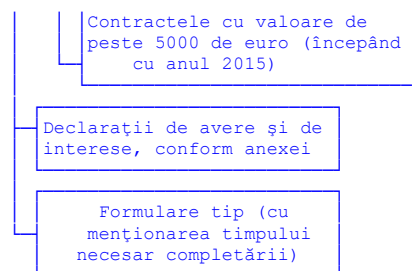 Contractele cu valoare de
peste 5000 de euro (începând
cu anul 2015)
Declaraţii de avere şi de
interese, conform anexei
Formulare tip (cu
menţionarea timpului
necesar completării)